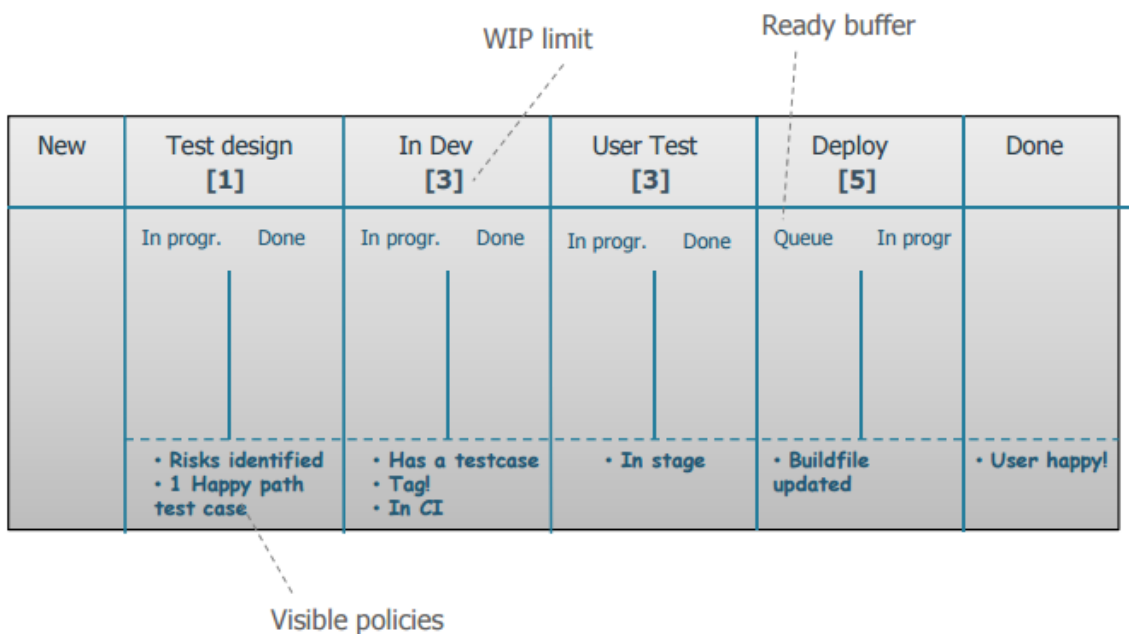 WIP limit
Ready buffer
New
Test design
[1]
In Dev
[3]
User Test
[3]
Deploy
[5]
Done
In progr.
Done
In progr.
Done
In progr.
Done
Queue
In progr
• Risks identified
• 1 Happy path
test case
• Has a testcase
• Tag!
• In CI
• In stage
• Buildfile
updated
• User happy!
Visible policies